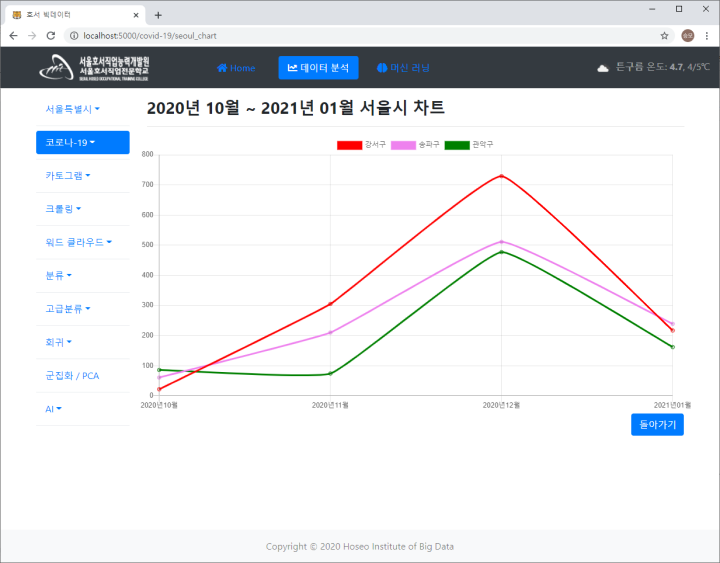 호서 빅데이터
localhost:5000/covid-19/seoul_chart
서울호서직업능력개발원
서울호서직업전문학교
SEOUL HOSEO OCCUPATIONAL TRAINING COLLEGE
Home
데이터 분석
머신 러닝
둔구름 온도: 4.7, 4/5℃
서울특별시
코로나-19
카토그램
크롤링
워드 클라우드
분류
고급분류
회귀
군집화 / PCA
AI
2020년 10월 ~ 2021년 01월 서울시 차트
강서구 송파구 관악구
800
700
600
500
400
300
200
100
0
2020년10월 2020년11월 2020년12월 2021년01월
돌아가기
Copyright © 2020 Hoseo Institute of Big Data